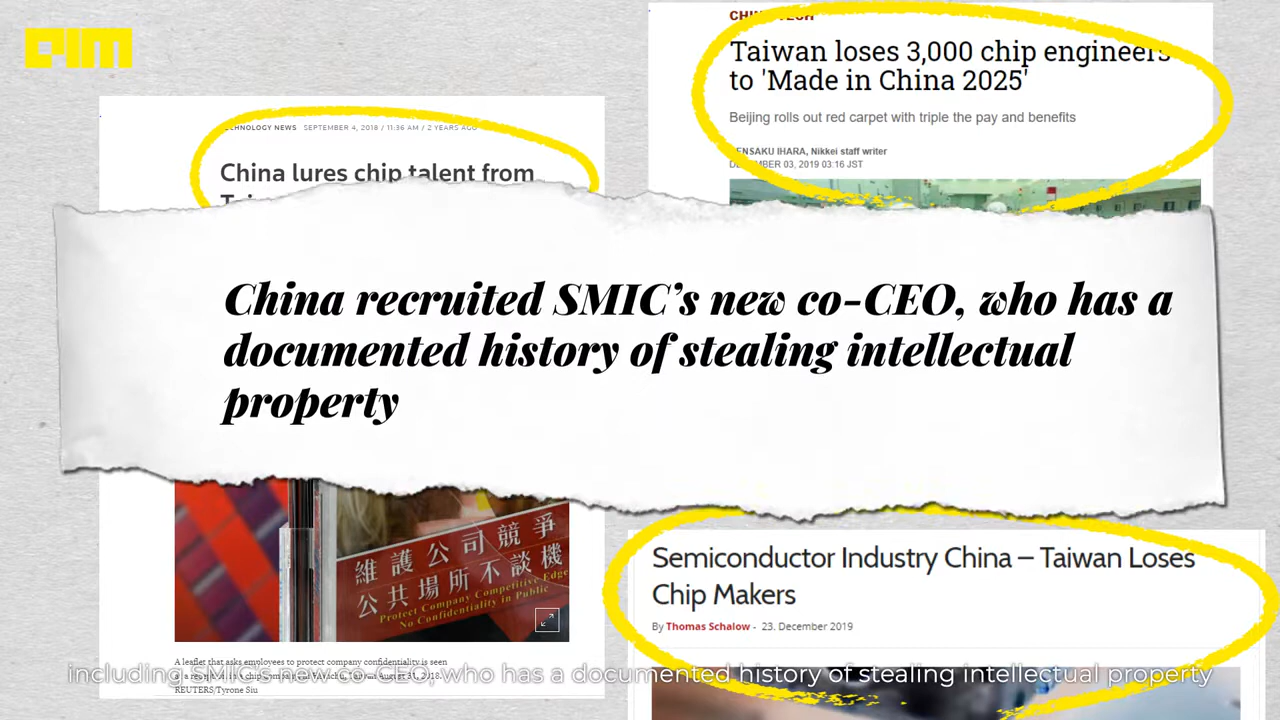 aim
CHINA TECH
Taiwan loses 3,000 chip engineers
to 'Made in China 2025'
Beijing rolls out red carpet with triple the pay and benefits
KENSAKU IHARA, Nikkei staff writer
DECEMBER 03, 2019 03:16 JST
TECHNOLOGY NEWS SEPTEMBER 4, 2018 / 11:36 AM / 2 YEARS AGO
China lures chip talent from
China recruited SMIC's new co-CEO, who has a
documented history of stealing intellectual
property
維護公司競爭
公共場所不談機
Protect Company Competitive Edge
No Confidentiality in Public
Semiconductor Industry China – Taiwan Loses
Chip Makers
By Thomas Schalow - 23. December 2019
A leaflet that asks employees to protect company confidentiality is seen
REUTERS/Tyrone Siu
including SMIC's new co-CEO, who has a documented history of stealing intellectual property